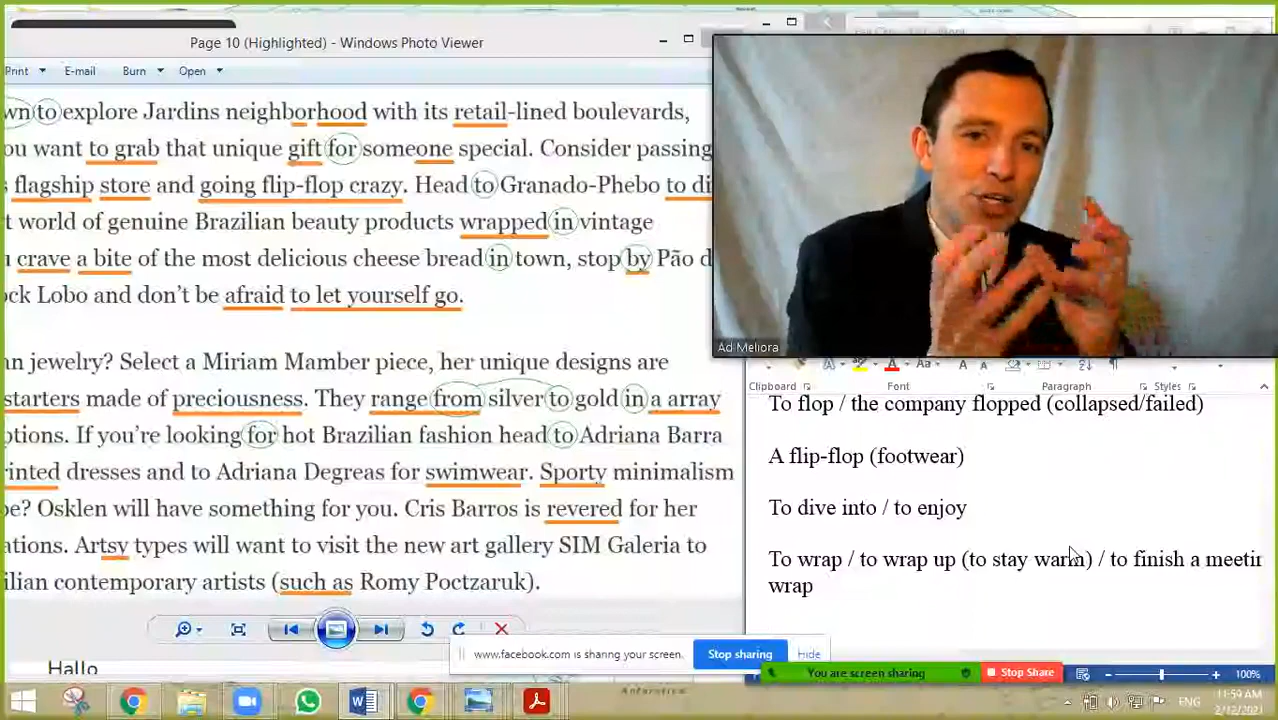 Page 10 (Highlighted) - Windows Photo Viewer
Print
E-mail
Burn
Open
wn to explore Jardins neighborhood with its retail-lined boulevards,
ou want to grab that unique gift for someone special. Consider passing
s flagship store and going flip-flop crazy. Head to Granado-Phebo to di
t world of genuine Brazilian beauty products wrapped in vintage
crave a bite of the most delicious cheese bread in town, stop by Pão d
ock Lobo and don't be afraid to let yourself go.
an jewelry? Select a Miriam Mamber piece, her unique designs are
starters made of preciousness. They range from silver to gold in a array
ptions. If you're looking for hot Brazilian fashion head to Adriana Barra
rinted dresses and to Adriana Degreas for swimwear. Sporty minimalism
pe? Osklen will have something for you. Cris Barros is revered for her
ations. Artsy types will want to visit the new art gallery SIM Galeria to
ilian contemporary artists (such as Romy Poctzaruk).
Hallo
Ad Meliora
Clipboard
Font
Paragraph
Styles
To flop / the company flopped (collapsed/failed)
A flip-flop (footwear)
To dive into / to enjoy
To wrap / to wrap up (to stay warm) / to finish a meetin
wrap
www.facebook.com is sharing your screen.
Stop sharing
Hide
You are screen sharing
Stop Share
100%
Antarctica
ENG
11:59 AM
2/12/2021